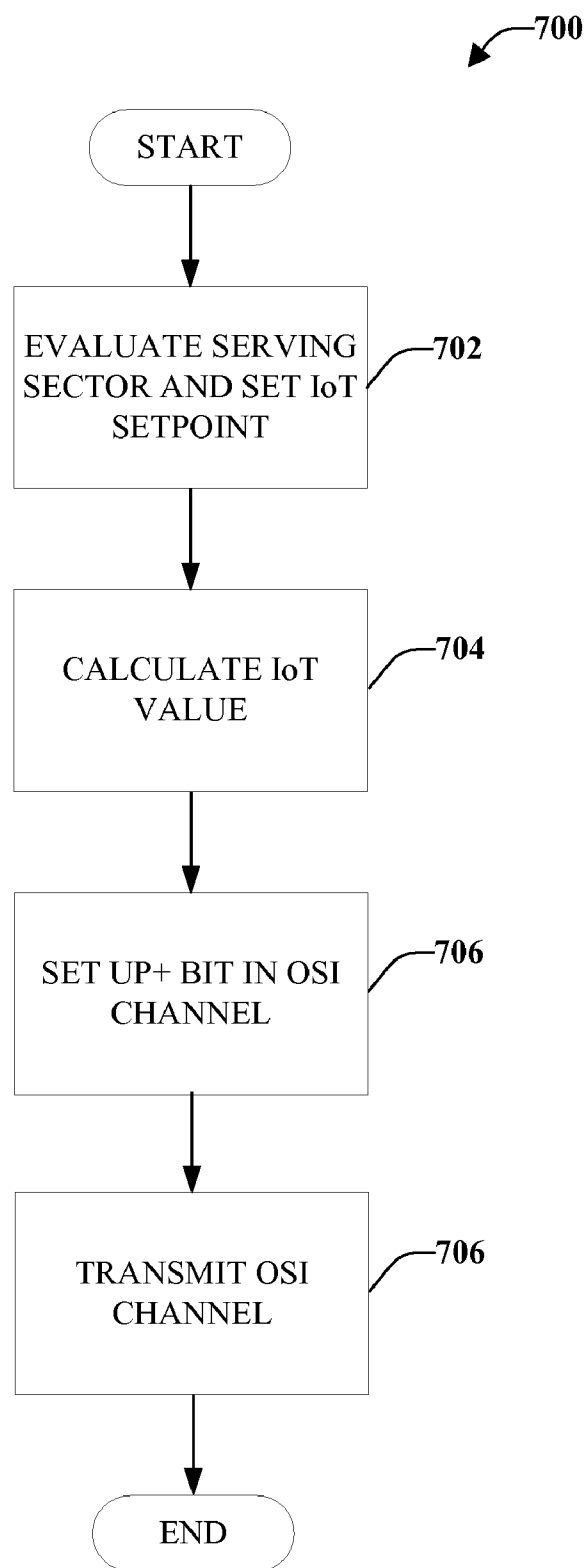 700
START
EVALUATE SERVING
SECTOR AND SET IoT
SETPOINT
702
CALCULATE IoT
VALUE
704
SET UP+ BIT IN OSI
CHANNEL
706
TRANSMIT OSI
CHANNEL
706
END